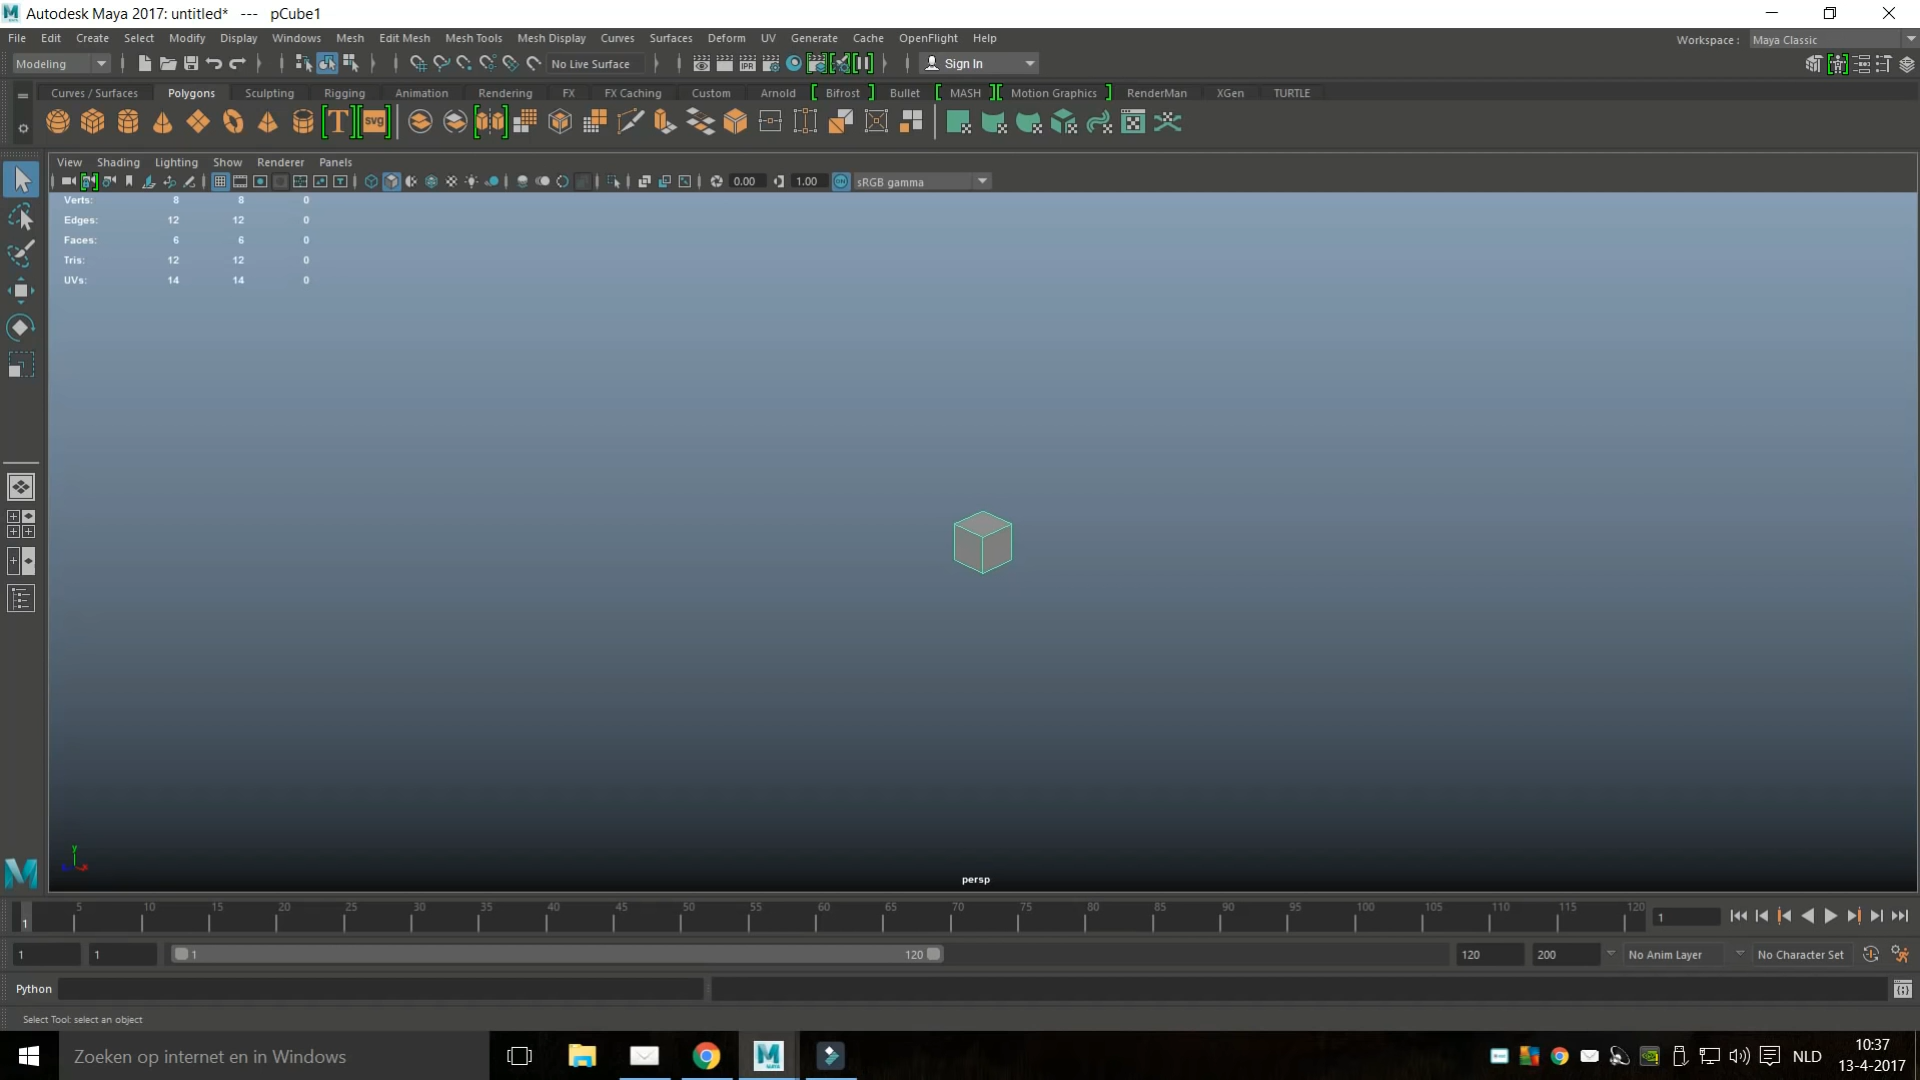 Autodesk Maya 2017: untitled* --- pCube1
File Edit Create Select Modify Display Windows Mesh Edit Mesh Mesh Tools Mesh Display Curves Surfaces Deform UV Generate Cache OpenFlight Help
Workspace : Maya Classic
Modeling No Live Surface IPR Sign In
Curves / Surfaces Polygons Sculpting Rigging Animation Rendering FX FX Caching Custom Arnold Bifrost Bullet MASH Motion Graphics RenderMan XGen TURTLE
T SVG
View Shading Lighting Show Renderer Panels
0.00 1.00 ON sRGB gamma
Verts: 8 8 0
Edges: 12 12 0
Faces: 6 6 0
Tris: 12 12 0
UVs: 14 14 0
y
persp
5 10 15 20 25 30 35 40 45 50 55 60 65 70 75 80 85 90 95 100 105 110 115 120
1 1
1 1 1 120 120 200 No Anim Layer No Character Set
Python
Select Tool: select an object
Zoeken op internet en in Windows
MAYA
NLD
10:37
13-4-2017